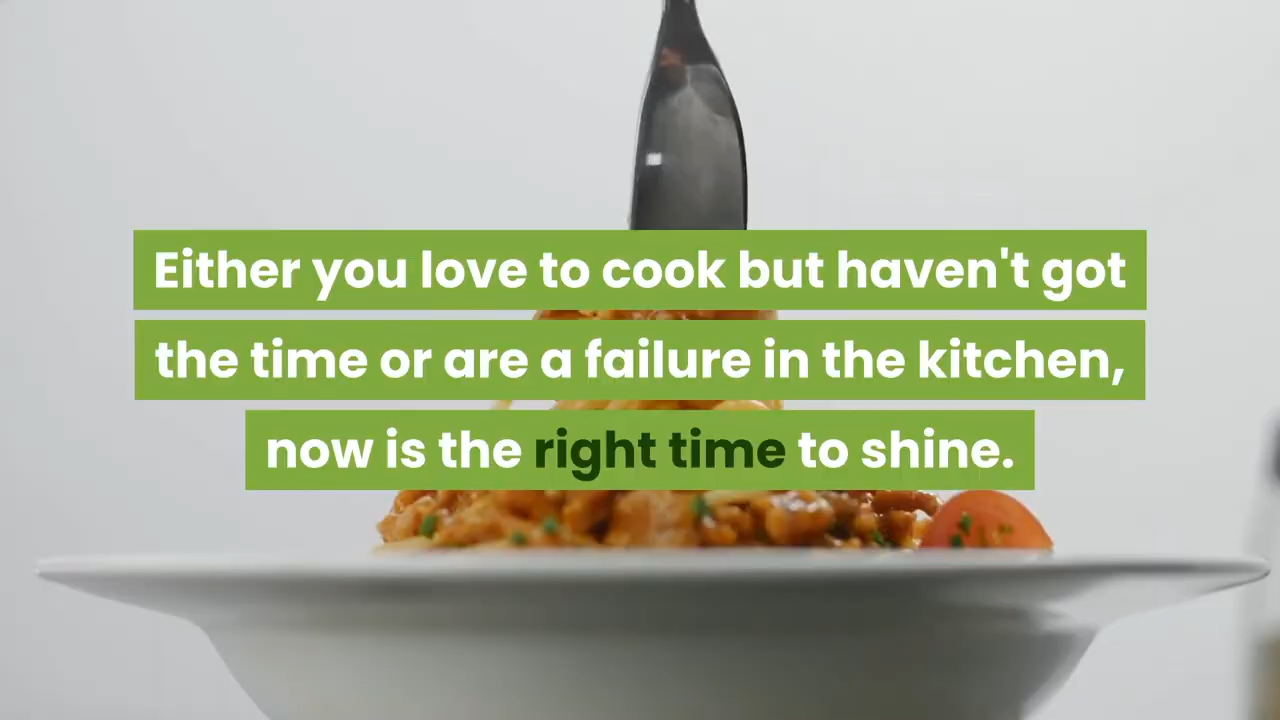 Either you love to cook but haven't got
the time or are a failure in the kitchen,
now is the right time to shine.